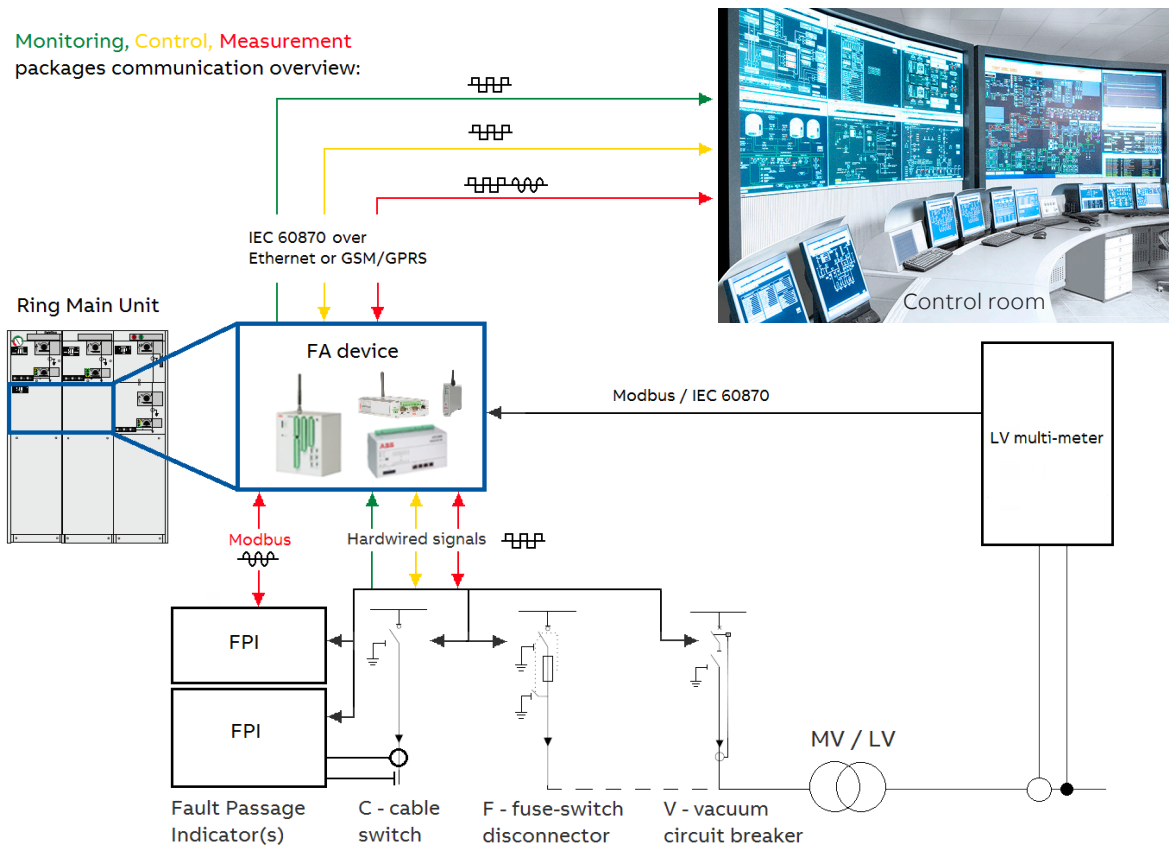 Monitoring, Control, Measurement
packages communication overview:
IEC 60870 over
Ethernet or GSM/GPRS
Control room
Ring Main Unit
FA device
ABB
Modbus / IEC 60870
LV multi-meter
Modbus
Hardwired signals
FPI
FPI
MV / LV
Fault Passage
Indicator(s)
C - cable
switch
F - fuse-switch
disconnector
V - vacuum
circuit breaker